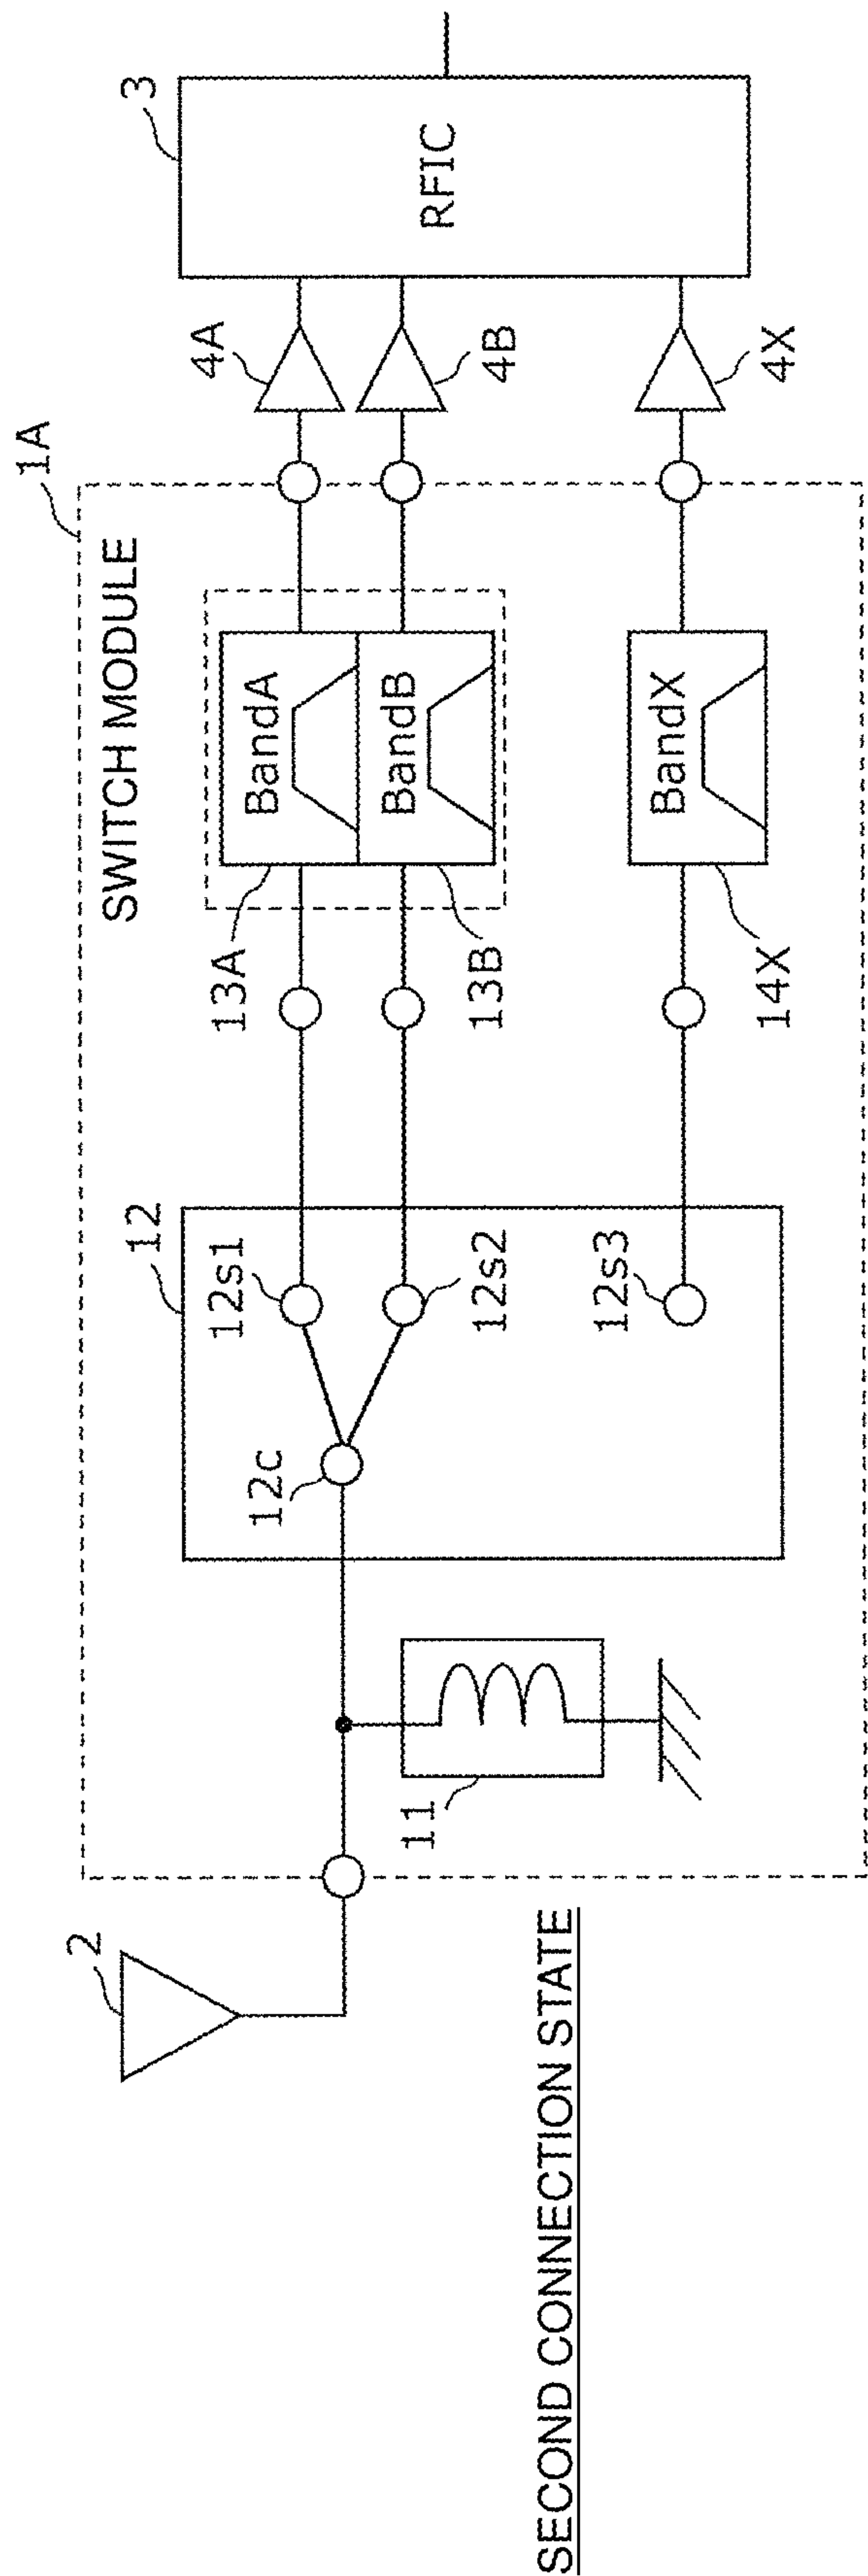 1A
SWITCH MODULE
2
12
12c
12s1
12s2
12s3
11
13A
13B
14X
BandA
BandB
BandX
4A
4B
4X
3
RFIC
SECOND CONNECTION STATE